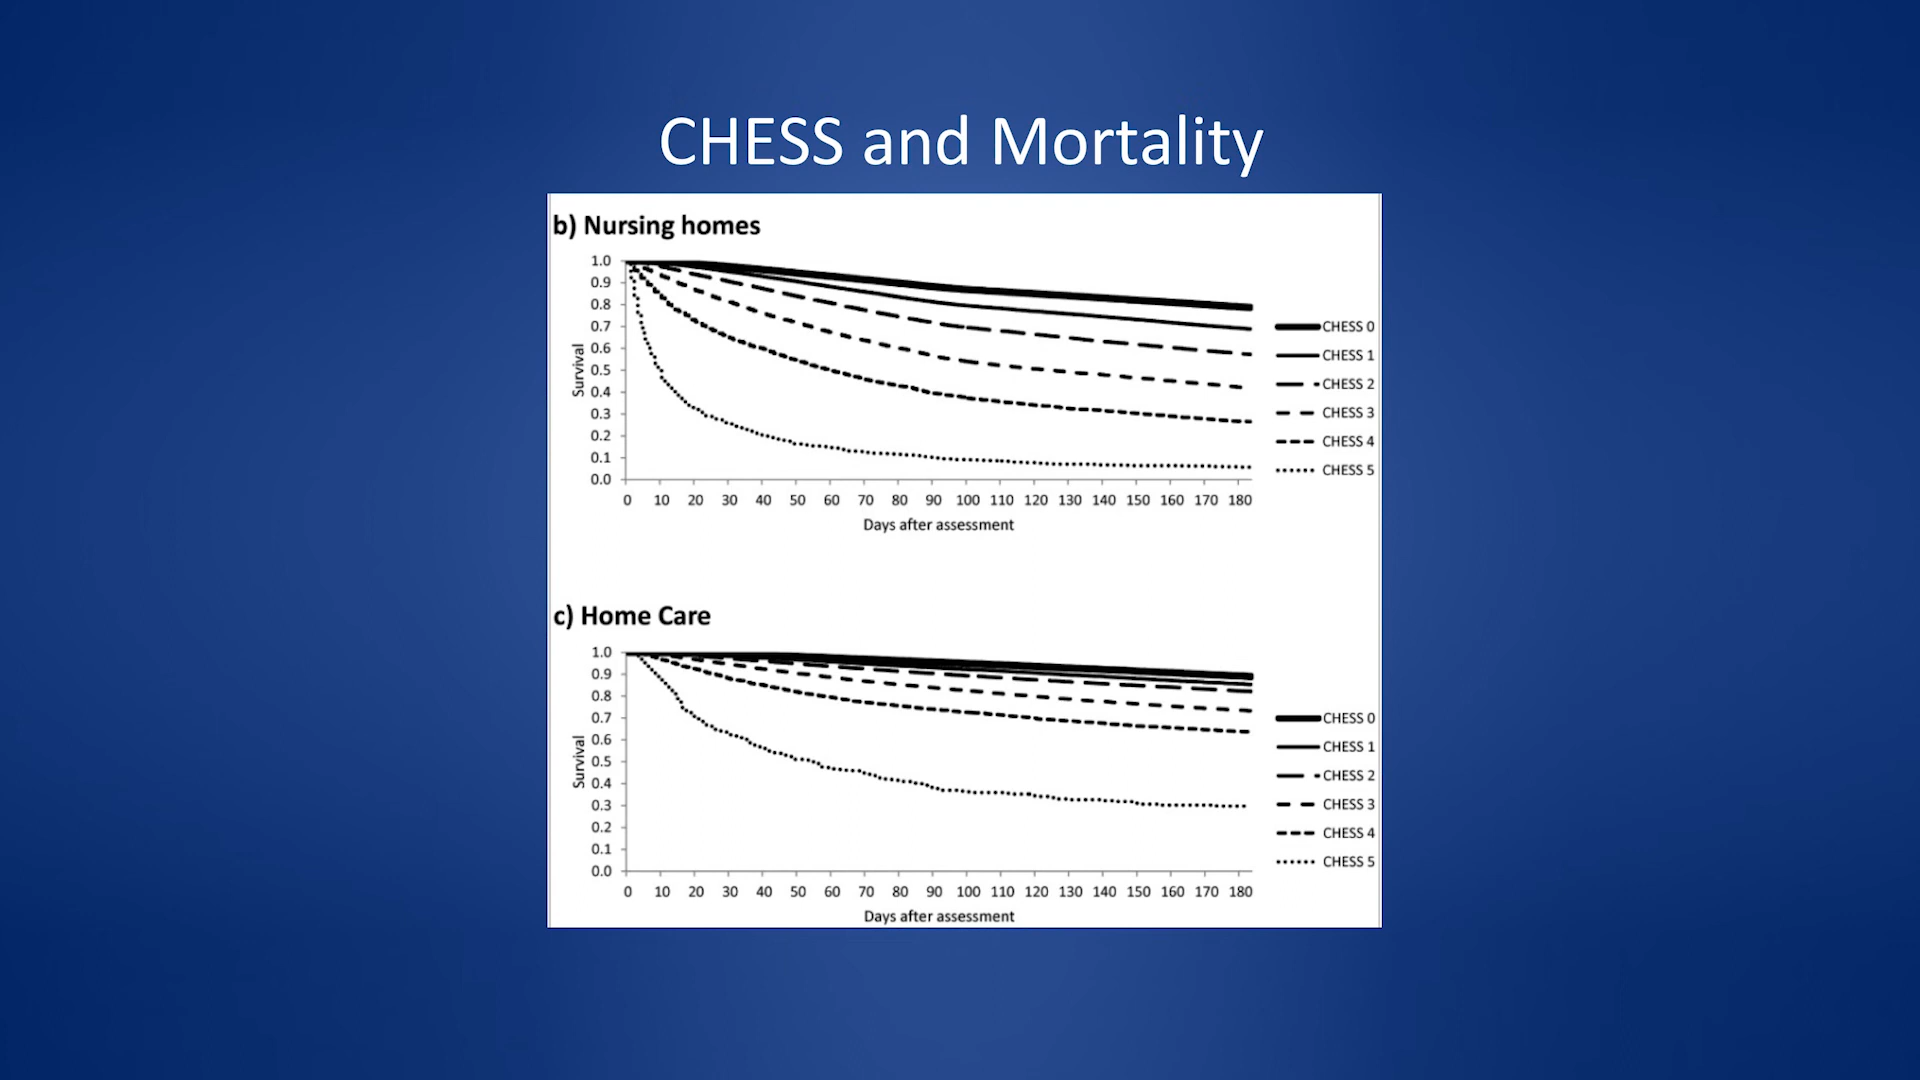 CHESS and Mortality
b) Nursing homes
1.0
0.9
0.8
0.7
0.6
0.5
0.4
0.3
0.2
0.1
0.0
Survival
0 10 20 30 40 50 60 70 80 90 100 110 120 130 140 150 160 170 180
Days after assessment
CHESS 0
CHESS 1
CHESS 2
CHESS 3
CHESS 4
CHESS 5
c) Home Care
1.0
0.9
0.8
0.7
0.6
0.5
0.4
0.3
0.2
0.1
0.0
Survival
0 10 20 30 40 50 60 70 80 90 100 110 120 130 140 150 160 170 180
Days after assessment
CHESS 0
CHESS 1
CHESS 2
CHESS 3
CHESS 4
CHESS 5